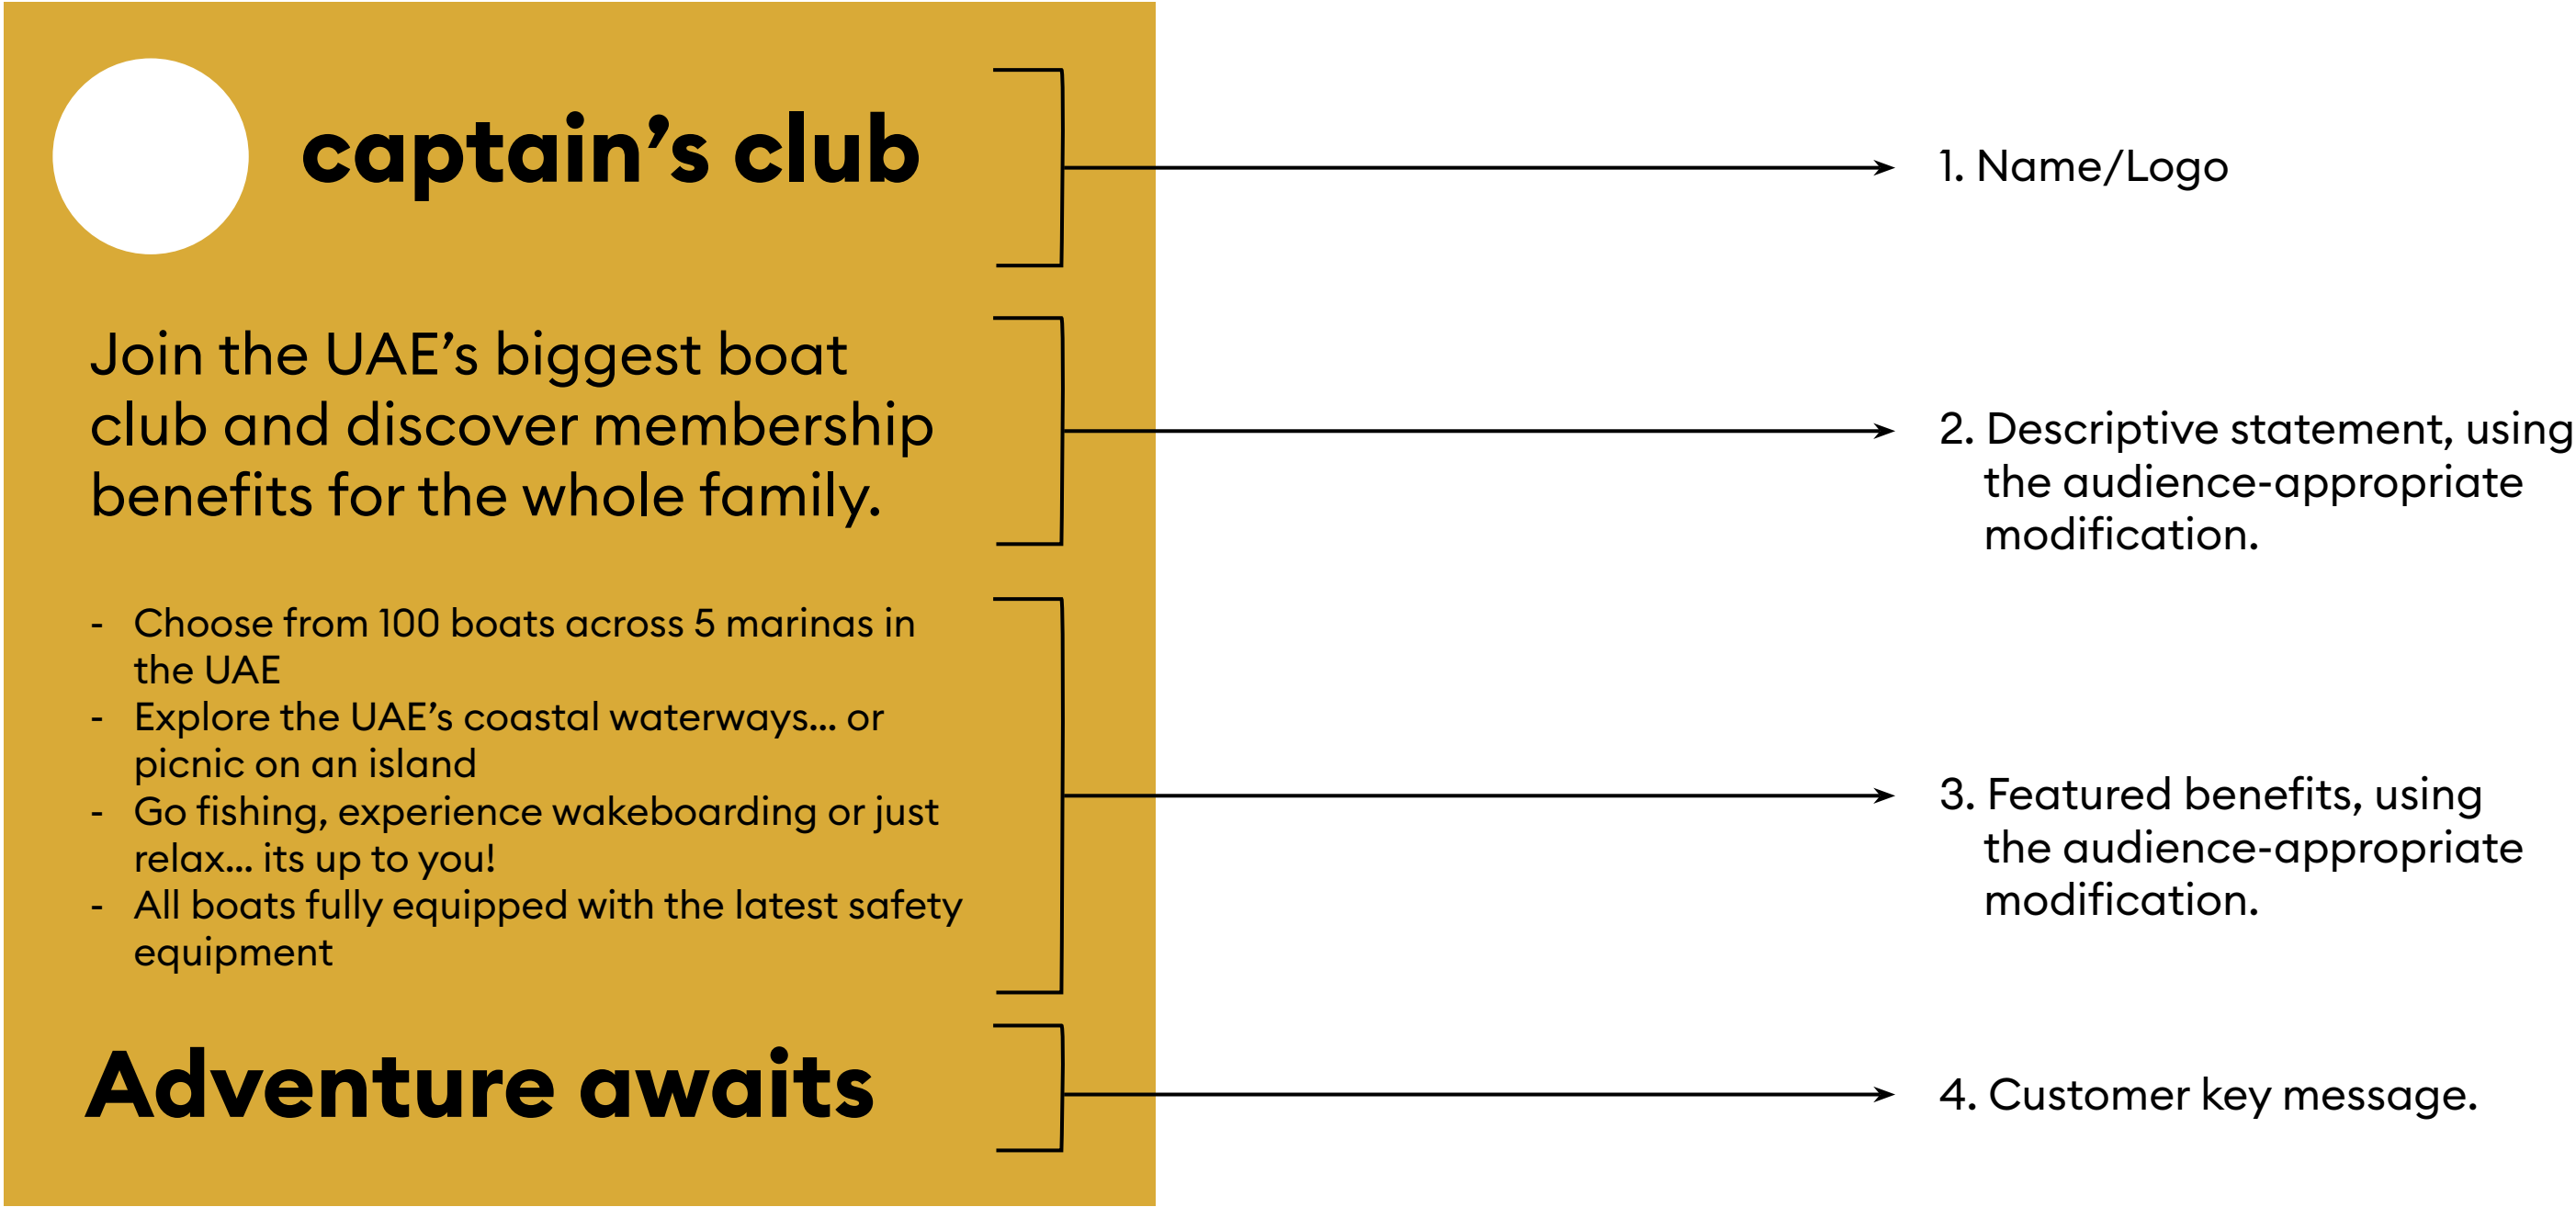 captain’s club
1. Name/Logo
Join the UAE’s biggest boat
club and discover membership
benefits for the whole family.
2. Descriptive statement, using
the audience-appropriate
modification.
- Choose from 100 boats across 5 marinas in
the UAE
- Explore the UAE’s coastal waterways... or
picnic on an island
- Go fishing, experience wakeboarding or just
relax... its up to you!
- All boats fully equipped with the latest safety
equipment
3. Featured benefits, using
the audience-appropriate
modification.
Adventure awaits
4. Customer key message.